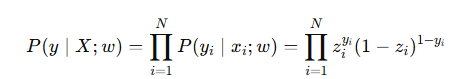 P(y | X; w) = ∏_{i=1}^{N} P(y_i | x_i; w) = ∏_{i=1}^{N} z_i^{y_i} (1 − z_i)^{1−y_i}